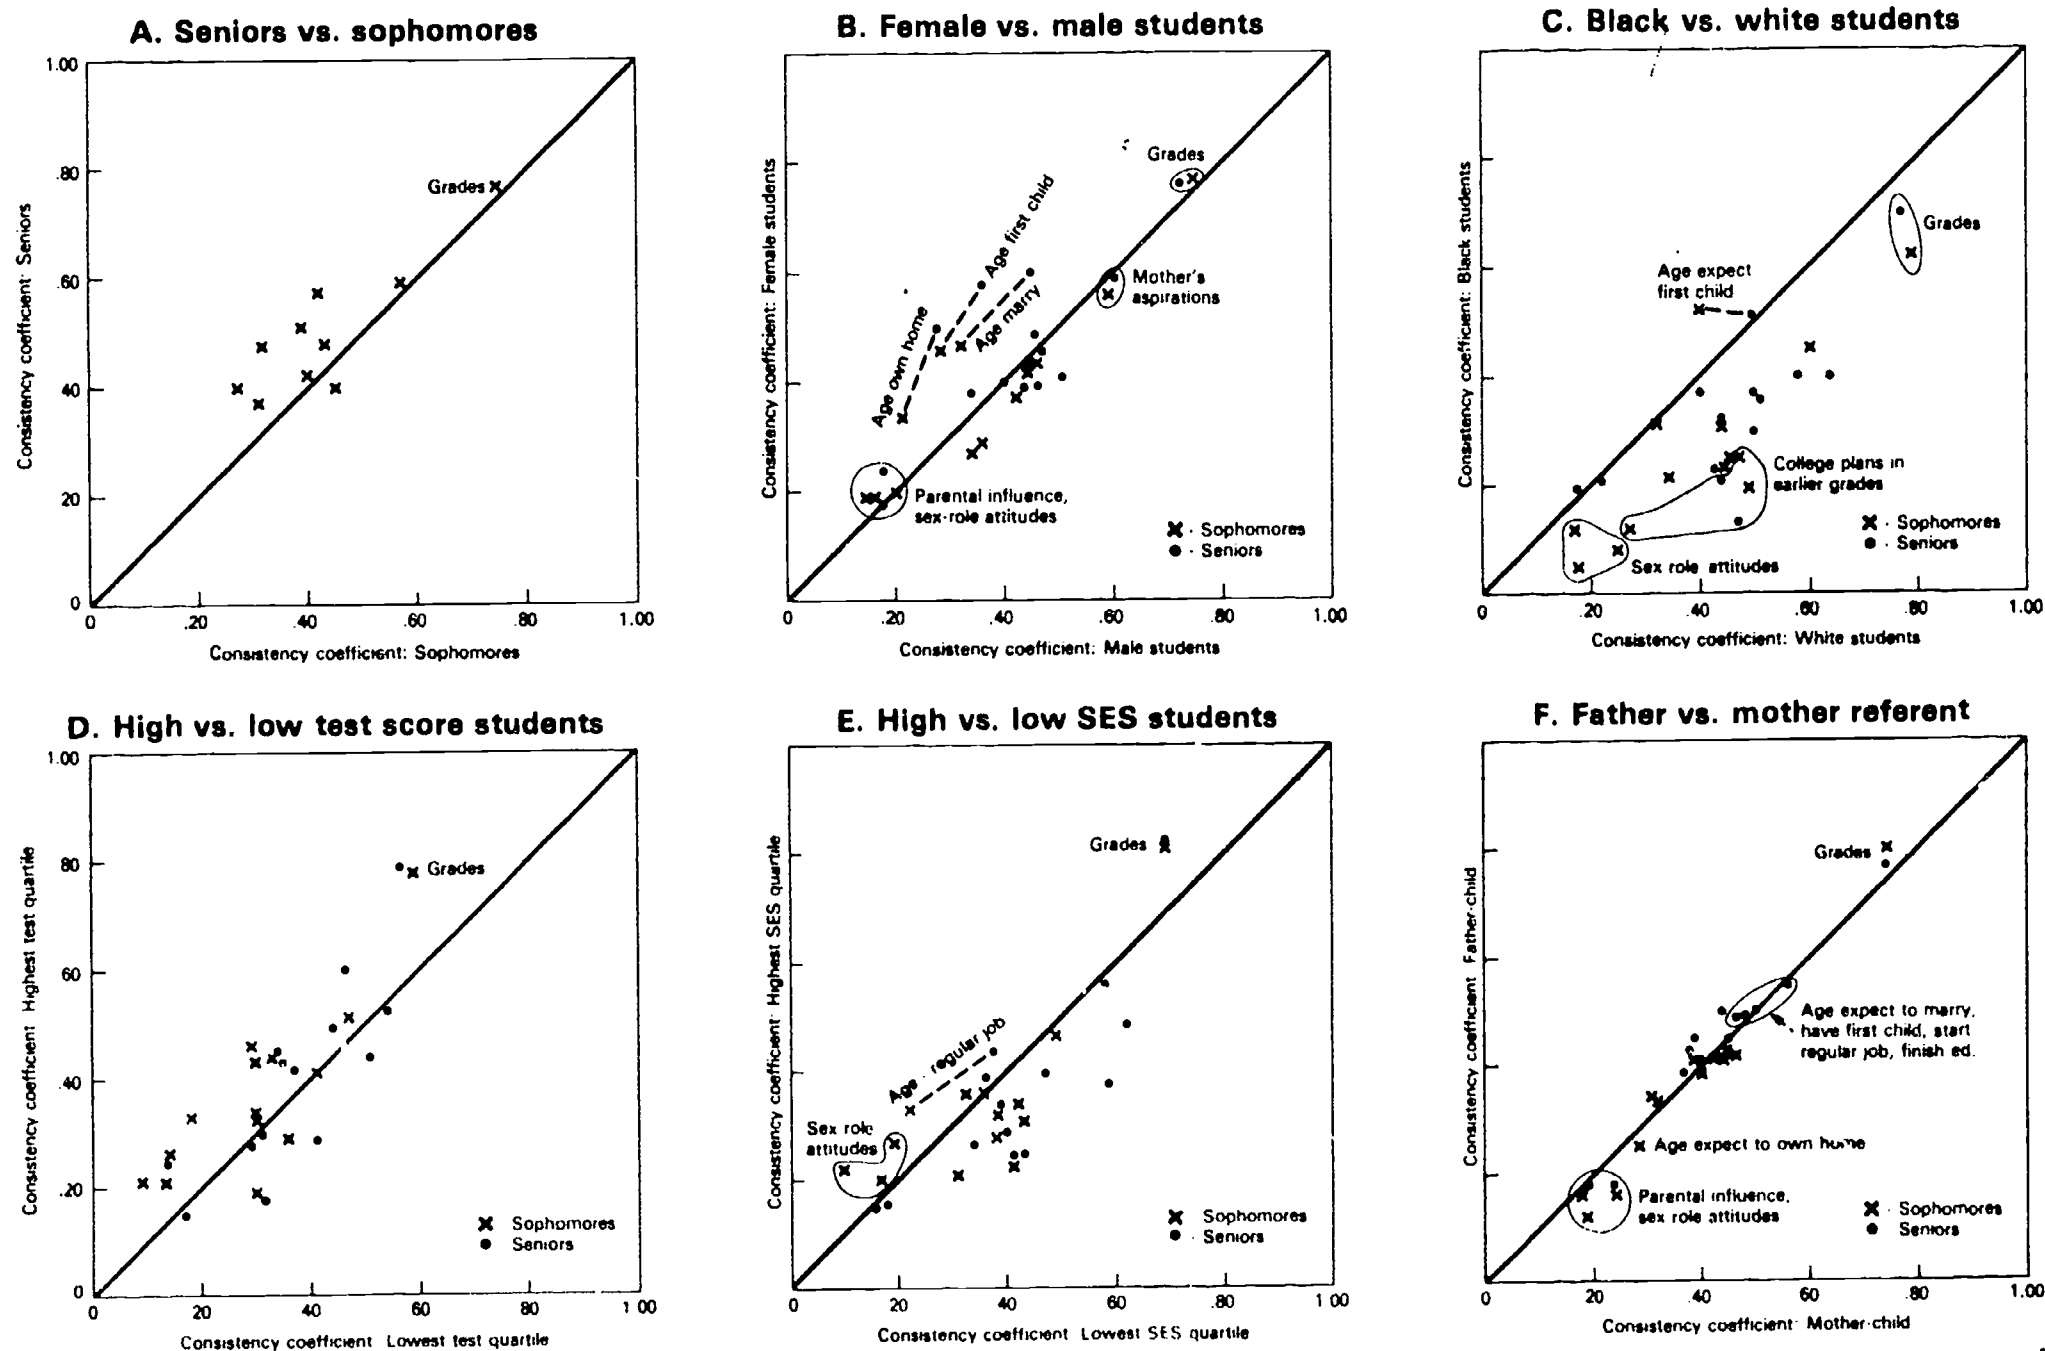 A. Seniors vs. sophomores
1.00
.80
.60
.40
.20
0
Consistency coefficient: Seniors
Grades
0
.20
.40
.60
.80
1.00
Consistency coefficient: Sophomores
B. Female vs. male students
Consistency coefficient: Female students
Grades
Age first child
Age marry
Age own home
Mother's
aspirations
Parental influence,
sex-role attitudes
x · Sophomores
• · Seniors
0
.20
.40
.60
.80
1.00
Consistency coefficient: Male students
C. Black vs. white students
Consistency coefficient: Black students
Grades
Age expect
first child
College plans in
earlier grades
Sex role attitudes
x · Sophomores
• · Seniors
0
.20
.40
.60
.80
1.00
Consistency coefficient: White students
D. High vs. low test score students
1.00
80
60
.40
.20
0
Consistency coefficient Highest test quartile
Grades
x Sophomores
• Seniors
0
20
40
60
80
1 00
Consistency coefficient Lowest test quartile
E. High vs. low SES students
Consistency coefficient: Highest SES quartile
Grades
Age · regular job
Sex role
attitudes
x · Sophomores
• · Seniors
0
20
40
60
80
1 00
Consistency coefficient Lowest SES quartile
F. Father vs. mother referent
Consistency coefficient Father-child
Grades
Age expect to marry,
have first child, start
regular job, finish ed.
Age expect to own home
Parental influence,
sex role attitudes
x · Sophomores
• · Seniors
0
20
.40
60
.80
1.00
Consistency coefficient: Mother-child